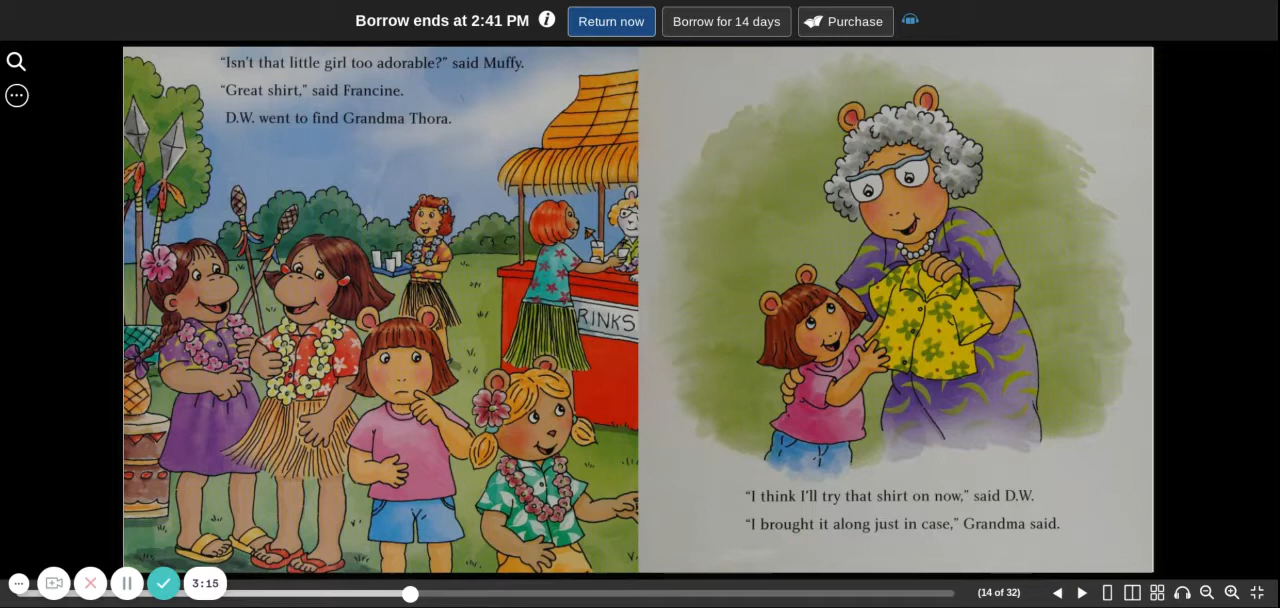 Borrow ends at 2:41 PM i Return now Borrow for 14 days Purchase
“Isn’t that little girl too adorable?” said Muffy.
“Great shirt,” said Francine.
D.W. went to find Grandma Thora.
RINKS
“I think I’ll try that shirt on now,” said D.W.
“I brought it along just in case,” Grandma said.
3:15
(14 of 32)